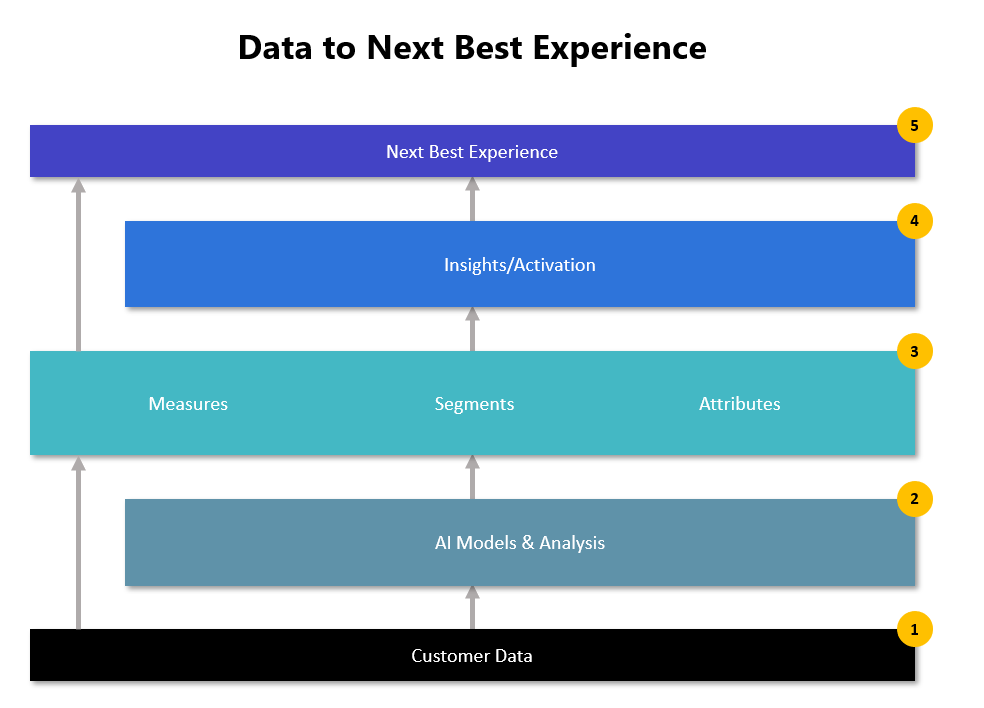 Data to Next Best Experience
5
Next Best Experience
4
Insights/Activation
3
Measures Segments Attributes
2
AI Models & Analysis
1
Customer Data